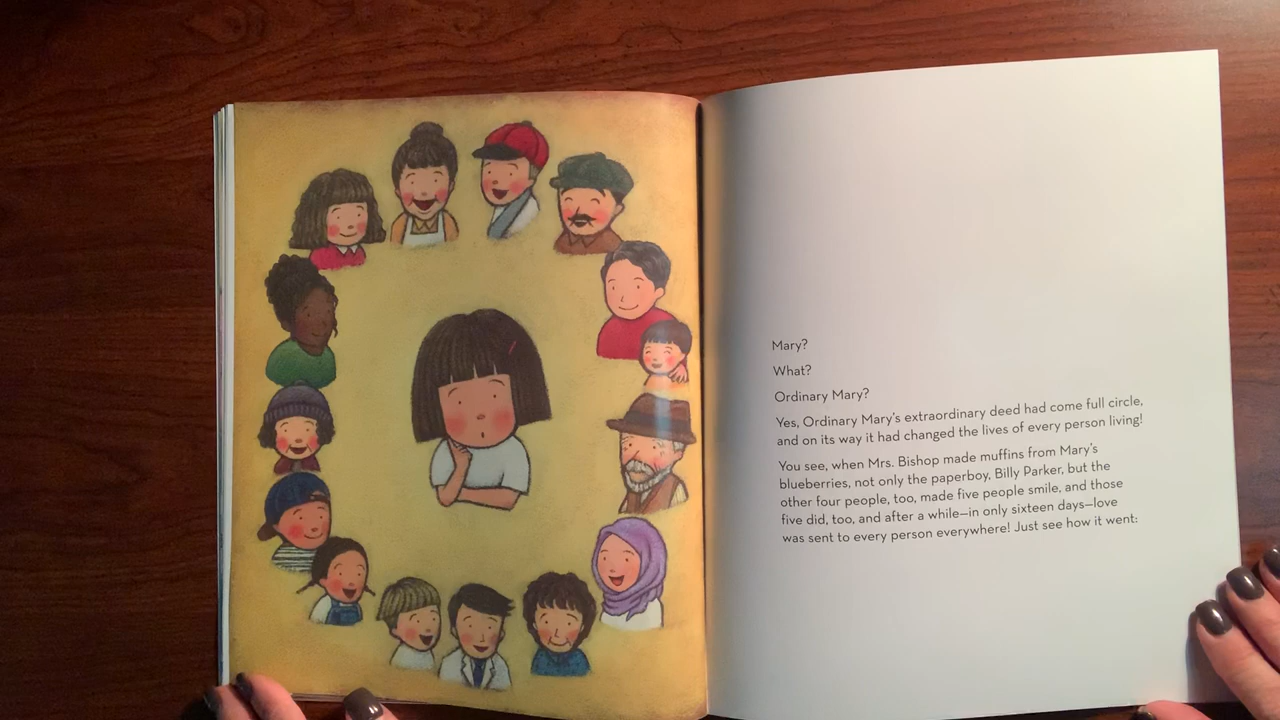 Mary?
What?
Ordinary Mary?
Yes, Ordinary Mary's extraordinary deed had come full circle,
and on its way it had changed the lives of every person living!
You see, when Mrs. Bishop made muffins from Mary's
blueberries, not only the paperboy, Billy Parker, but the
other four people, too, made five people smile, and those
five did, too, and after a while—in only sixteen days—love
was sent to every person everywhere! Just see how it went: